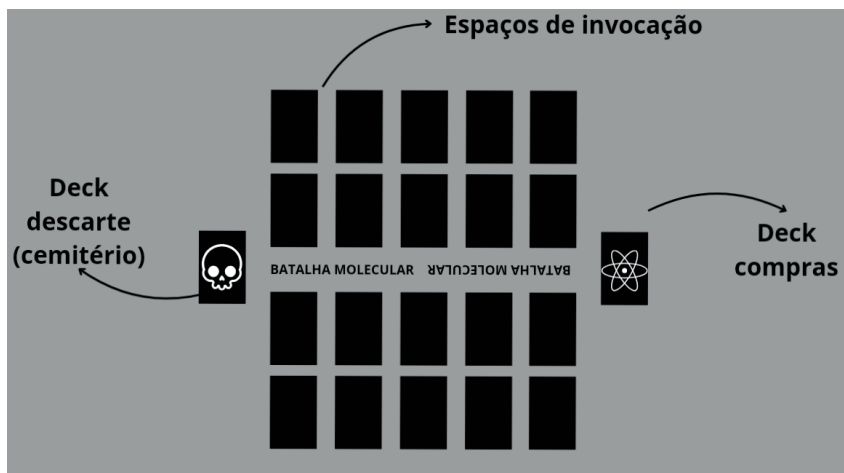 Espaços de invocação
Deck
descarte
(cemitério)
BATALHA MOLECULAR BATALHA MOLECULAR
Deck
compras